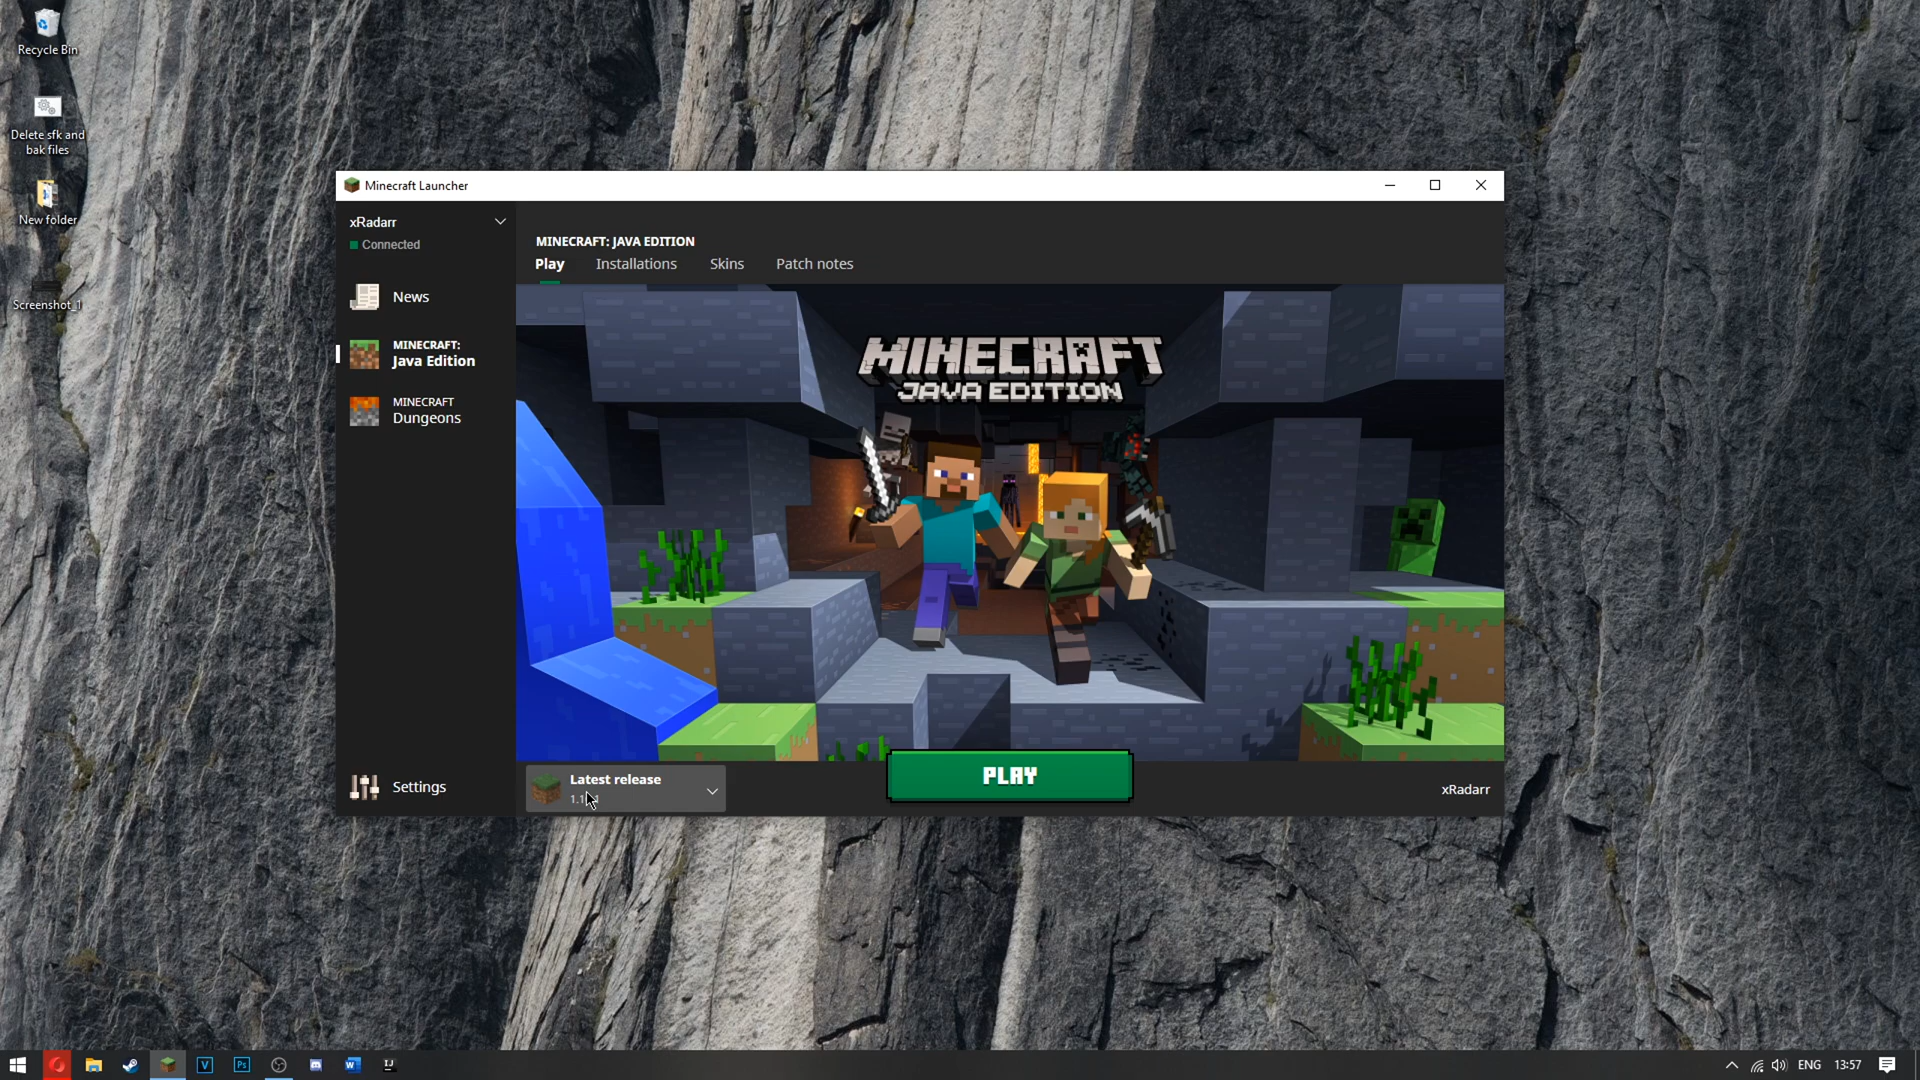 Recycle Bin
Delete sfk and
bak files
New folder
Screenshot_1
Minecraft Launcher
xRadarr
Connected
News
MINECRAFT:
Java Edition
MINECRAFT
Dungeons
Settings
MINECRAFT: JAVA EDITION
Play
Installations
Skins
Patch notes
MINECRAFT
JAVA EDITION
Latest release
PLAY
xRadarr
V
Ps
W
IJ
ENG
13:57